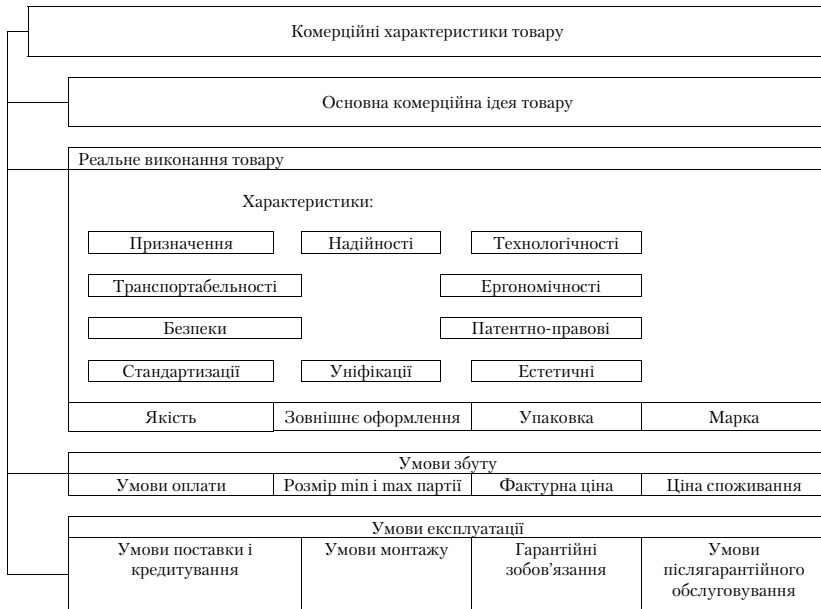 Комерційні характеристики товару
Основна комерційна ідея товару
Реальне виконання товару
Характеристики:
Призначення Надійності Технологічності
Транспортабельності Ергономічності
Безпеки Патентно-правові
Стандартизації Уніфікації Естетичні
Якість Зовнішнє оформлення Упаковка Марка
Умови збуту
Умови оплати Розмір min і max партії Фактурна ціна Ціна споживання
Умови експлуатації
Умови поставки і Умови монтажу Гарантійні Умови
кредитування зобов'язання післягарантійного
обслуговування